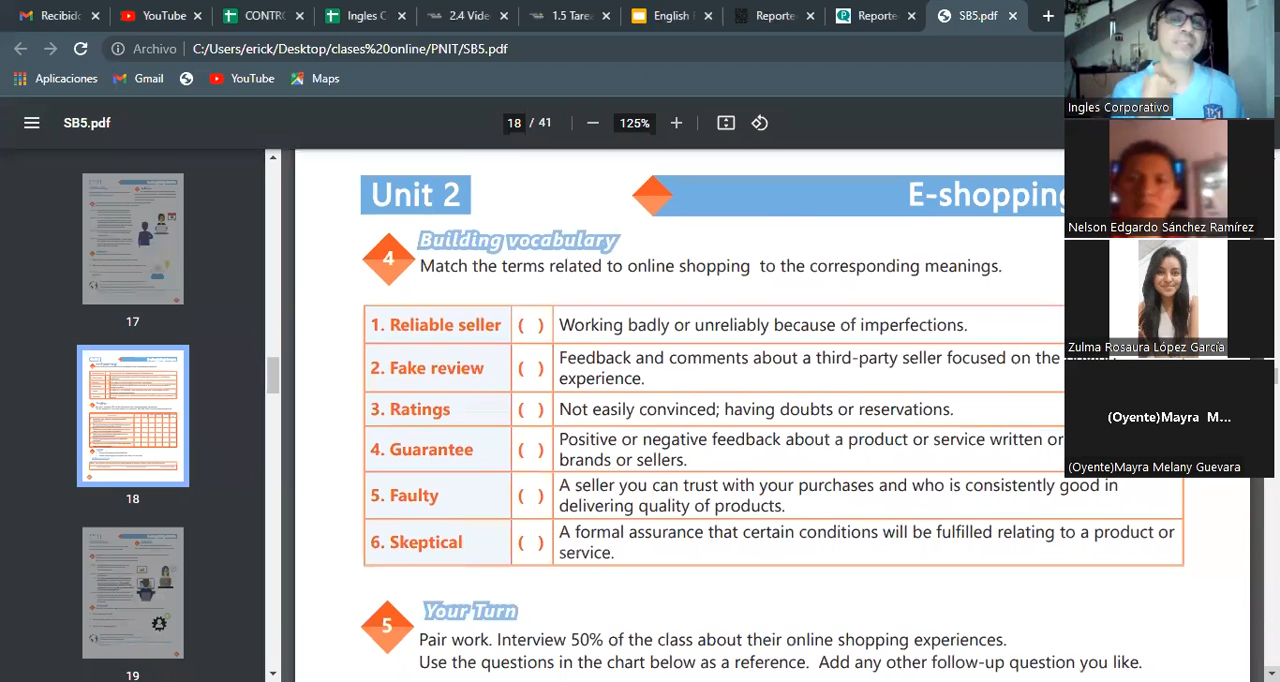 Recibido
YouTube
CONTRO
Ingles C
2.4 Vide
1.5 Tarea
English
Reporte
Reporte
SB5.pdf
Archivo
C:/Users/erick/Desktop/clases%20online/PNIT/SB5.pdf
Aplicaciones
Gmail
YouTube
Maps
SB5.pdf
18 / 41
125%
17
18
19
Unit 2
E-shopping
4
Building vocabulary
Match the terms related to online shopping to the corresponding meanings.
1. Reliable seller ( ) Working badly or unreliably because of imperfections.
2. Fake review ( ) Feedback and comments about a third-party seller focused on the
experience.
3. Ratings ( ) Not easily convinced; having doubts or reservations.
4. Guarantee ( ) Positive or negative feedback about a product or service written or
brands or sellers.
5. Faulty ( ) A seller you can trust with your purchases and who is consistently good in
delivering quality of products.
6. Skeptical ( ) A formal assurance that certain conditions will be fulfilled relating to a product or
service.
5
Your Turn
Pair work. Interview 50% of the class about their online shopping experiences.
Use the questions in the chart below as a reference. Add any other follow-up question you like.
Ingles Corporativo
Nelson Edgardo Sánchez Ramírez
Zulma Rosaura López García
(Oyente)Mayra M...
(Oyente)Mayra Melany Guevara